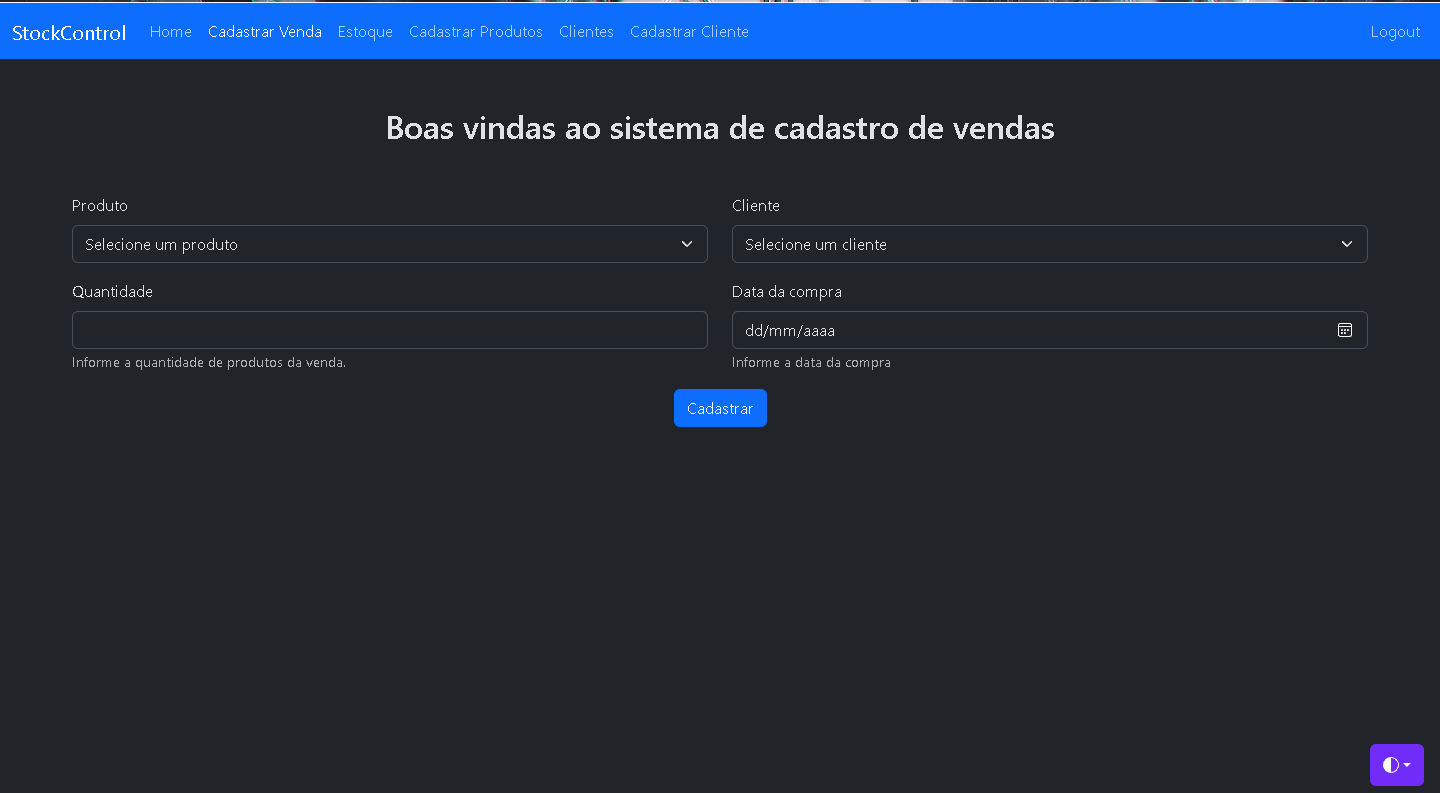 StockControl Home Cadastrar Venda Estoque Cadastrar Produtos Clientes Cadastrar Cliente Logout
Boas vindas ao sistema de cadastro de vendas
Produto Cliente
Selecione um produto Selecione um cliente
Quantidade Data da compra
dd/mm/aaaa
Informe a quantidade de produtos da venda. Informe a data da compra
Cadastrar